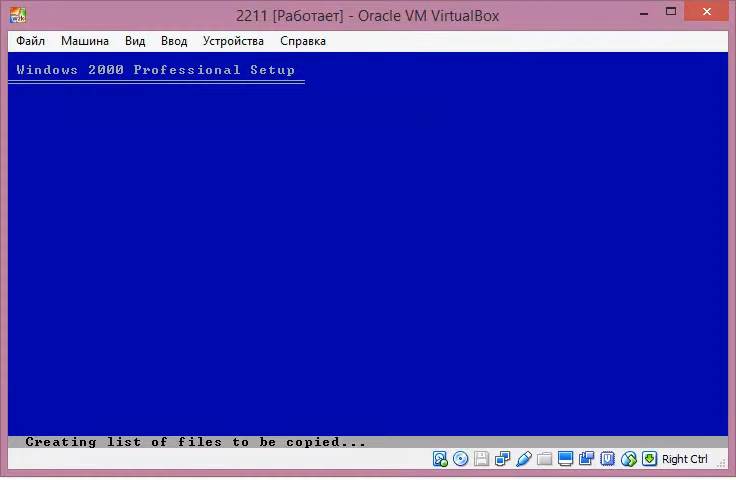 2211 [Работает] - Oracle VM VirtualBox
Файл Машина Вид Ввод Устройства Справка
Windows 2000 Professional Setup
Creating list of files to be copied...
Right Ctrl